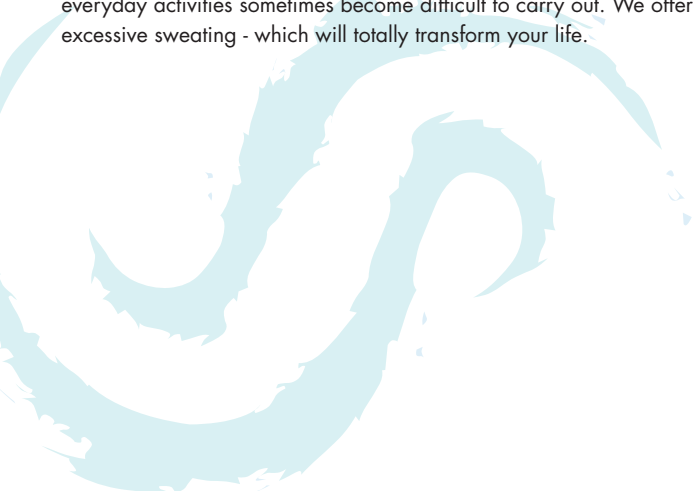 everyday activities sometimes become difficult to carry out. We offer
excessive sweating - which will totally transform your life.